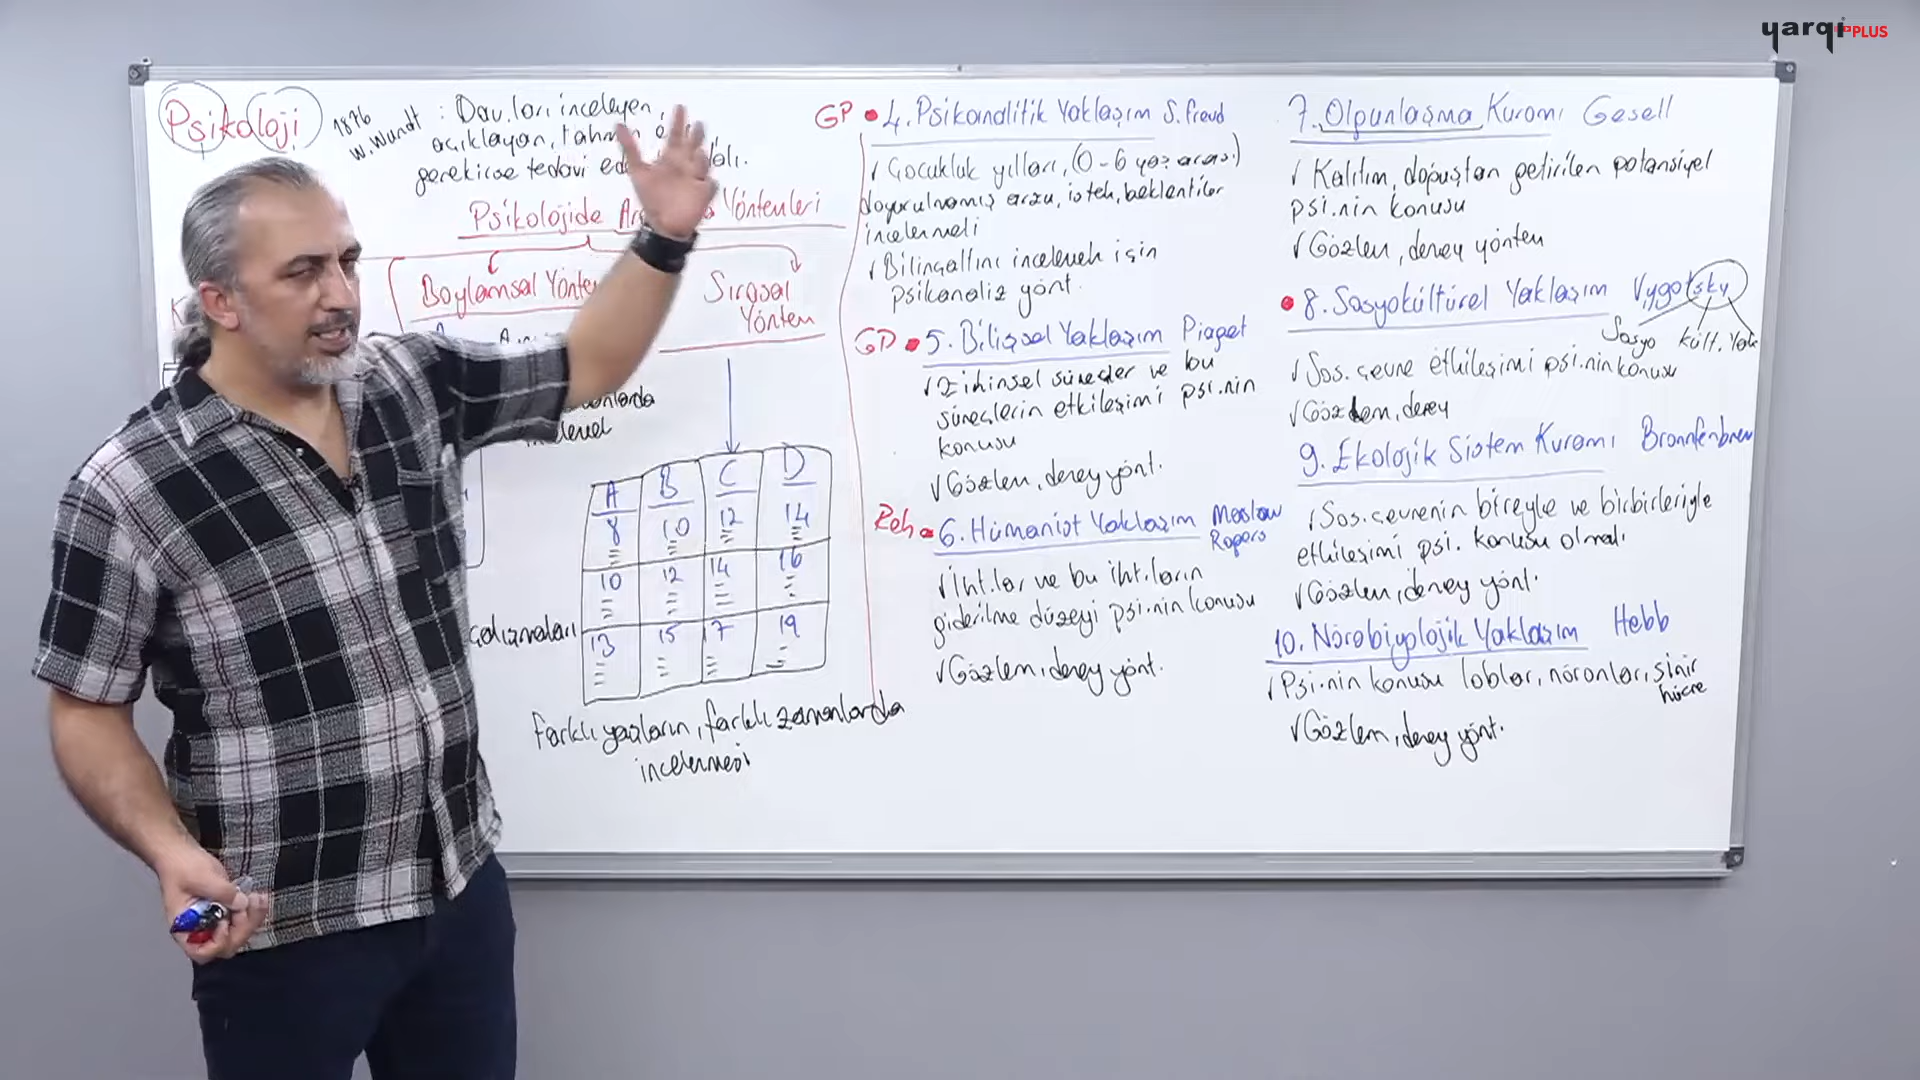 yarqi PLUS
Psikoloji
1876
W. Wundt
: Dav.ları inceleyen,
açıklayan, tahmin
gerekirse tedavi
Psikolojide Yöntemleri
Boylamsal
Sırasal
Yöntem
incelenmesi
A B C D
8 10 12 14
10 12 14 16
13 15 17 19
çalışmaları
Farklı yaşların, farklı zamanlarda
incelenmesi
GP • 4. Psikanalitik Yaklaşım S. Freud
√ Çocukluk yılları, (0-6 yaş arası)
doyurulmamış arzu, istek, beklentiler
incelenmeli
√ Bilinçaltını incelemek için
psikanaliz yönt.
GP • 5. Bilişsel Yaklaşım Piaget
√ Zihinsel süreçler ve bu
süreçlerin etkileşimi psi.nin
konusu
√ Gözlem, deney yönt.
Reh • 6. Hümanist Yaklaşım Maslow
Rogers
√ İht.lar ve bu iht.ların
giderilme düzeyi psi.nin konusu
√ Gözlem, deney yönt.
7. Olgunlaşma Kuramı Gesell
√ Kalıtım, doğuştan getirilen potansiyel
psi.nin konusu
√ Gözlem, deney yöntem
• 8. Sosyokültürel Yaklaşım Vygotsky
Sosyo kült. Yak
√ Sos. çevre etkileşimi psi.nin konusu
√ Gözlem, deney
9. Ekolojik Sistem Kuramı Bronnfenbren
√ Sos. çevrenin bireyle ve birbirleriyle
etkileşimi psi. konusu olmalı
√ Gözlem, deney yönt.
10. Nörobiyolojik Yaklaşım Hebb
√ Psi.nin konusu loblar, nöronlar, sinir
hücre
√ Gözlem, deney yönt.